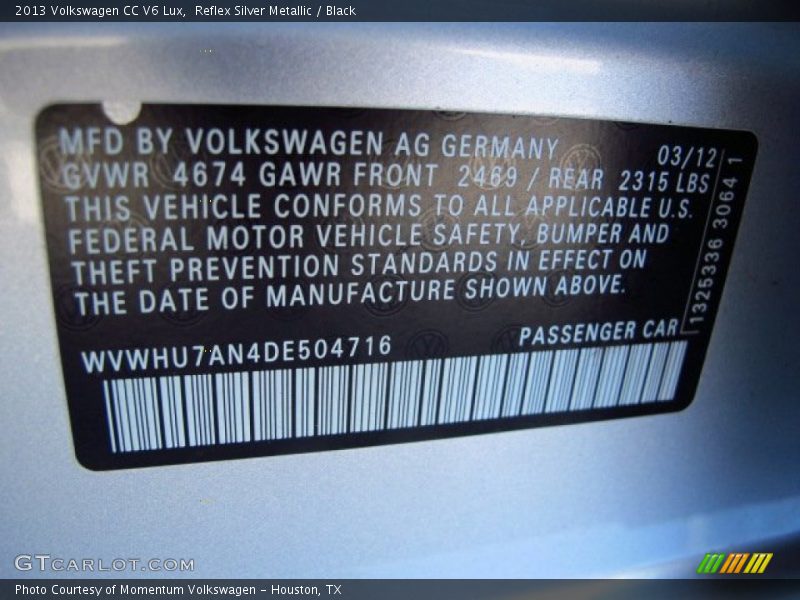 2013 Volkswagen CC V6 Lux, Reflex Silver Metallic / Black
MFD BY VOLKSWAGEN AG GERMANY 03/12
GVWR 4674 GAWR FRONT 2469 / REAR 2315 LBS
THIS VEHICLE CONFORMS TO ALL APPLICABLE U.S.
FEDERAL MOTOR VEHICLE SAFETY, BUMPER AND
THEFT PREVENTION STANDARDS IN EFFECT ON
THE DATE OF MANUFACTURE SHOWN ABOVE.
1325336 30641
WVWHU7AN4DE504716 PASSENGER CAR
GTCARLOT.COM
Photo Courtesy of Momentum Volkswagen - Houston, TX